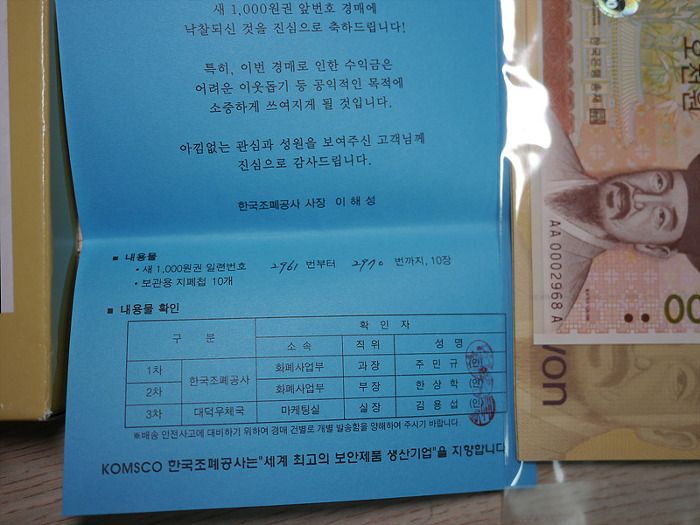 새 1,000원권 앞번호 경매에
낙찰되신 것을 진심으로 축하드립니다!
특히, 이번 경매로 인한 수익금은
어려운 이웃돕기 등 공익적인 목적에
소중하게 쓰여지게 될 것입니다.
아낌없는 관심과 성원을 보여주신 고객님께
진심으로 감사드립니다.
한국조폐공사 사장 이 해 성
■ 내용물
• 새 1,000원권 일련번호 2961 번부터 2970 번까지, 10장
• 보관용 지폐첩 10개
■ 내용물 확인
구 분 확 인 자
소 속 직 위 성 명
1차 한국조폐공사 화폐사업부 과 장 주 민 규 (인)
2차 화폐사업부 부 장 한 상 학 (인)
3차 대덕우체국 마케팅실 실 장 김 용 섭 (인)
※배송 안전사고에 대비하기 위하여 경매 건별로 개별 발송함을 양해하여 주시기 바랍니다.
KOMSCO 한국조폐공사는 "세계 최고의 보안제품 생산기업"을 지향합니다
오천원
한국은행 총재
AA 0002968 A
00
won